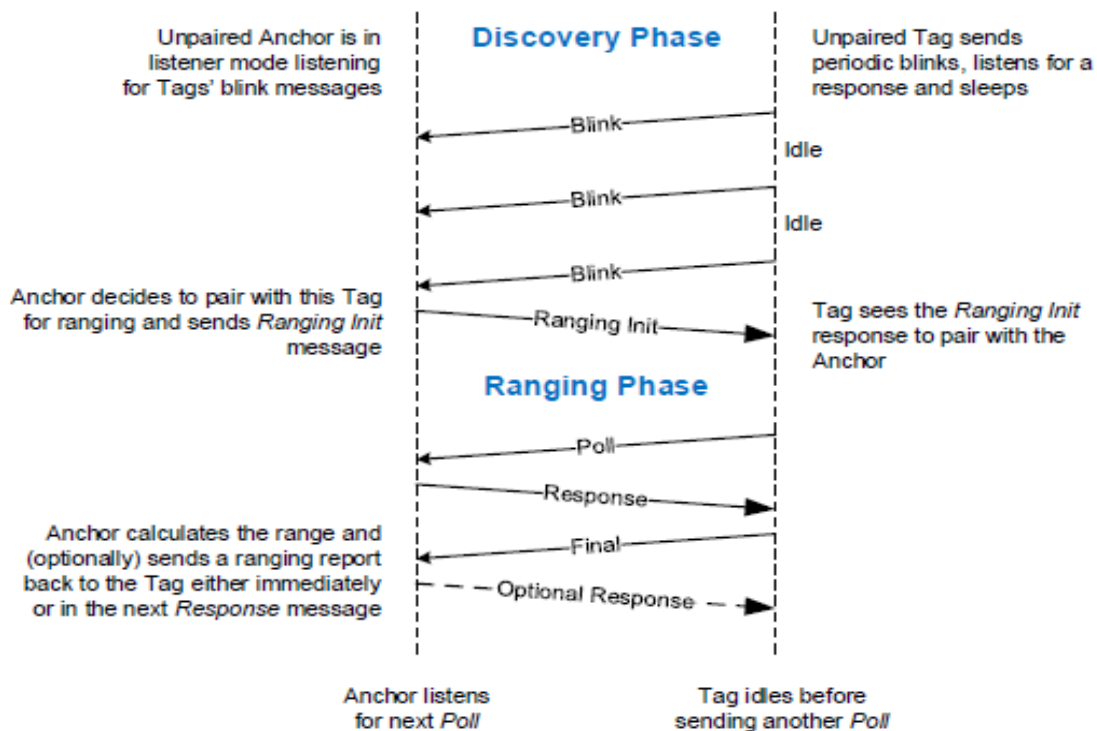 Unpaired Anchor is in
listener mode listening
for Tags' blink messages
Discovery Phase
Unpaired Tag sends
periodic blinks, listens for a
response and sleeps
Blink
Idle
Blink
Idle
Blink
Anchor decides to pair with this Tag
for ranging and sends Ranging Init
message
Ranging Init
Tag sees the Ranging Init
response to pair with the
Anchor
Ranging Phase
Poll
Response
Anchor calculates the range and
(optionally) sends a ranging report
back to the Tag either immediately
or in the next Response message
Final
Optional Response
Anchor listens
for next Poll
Tag idles before
sending another Poll